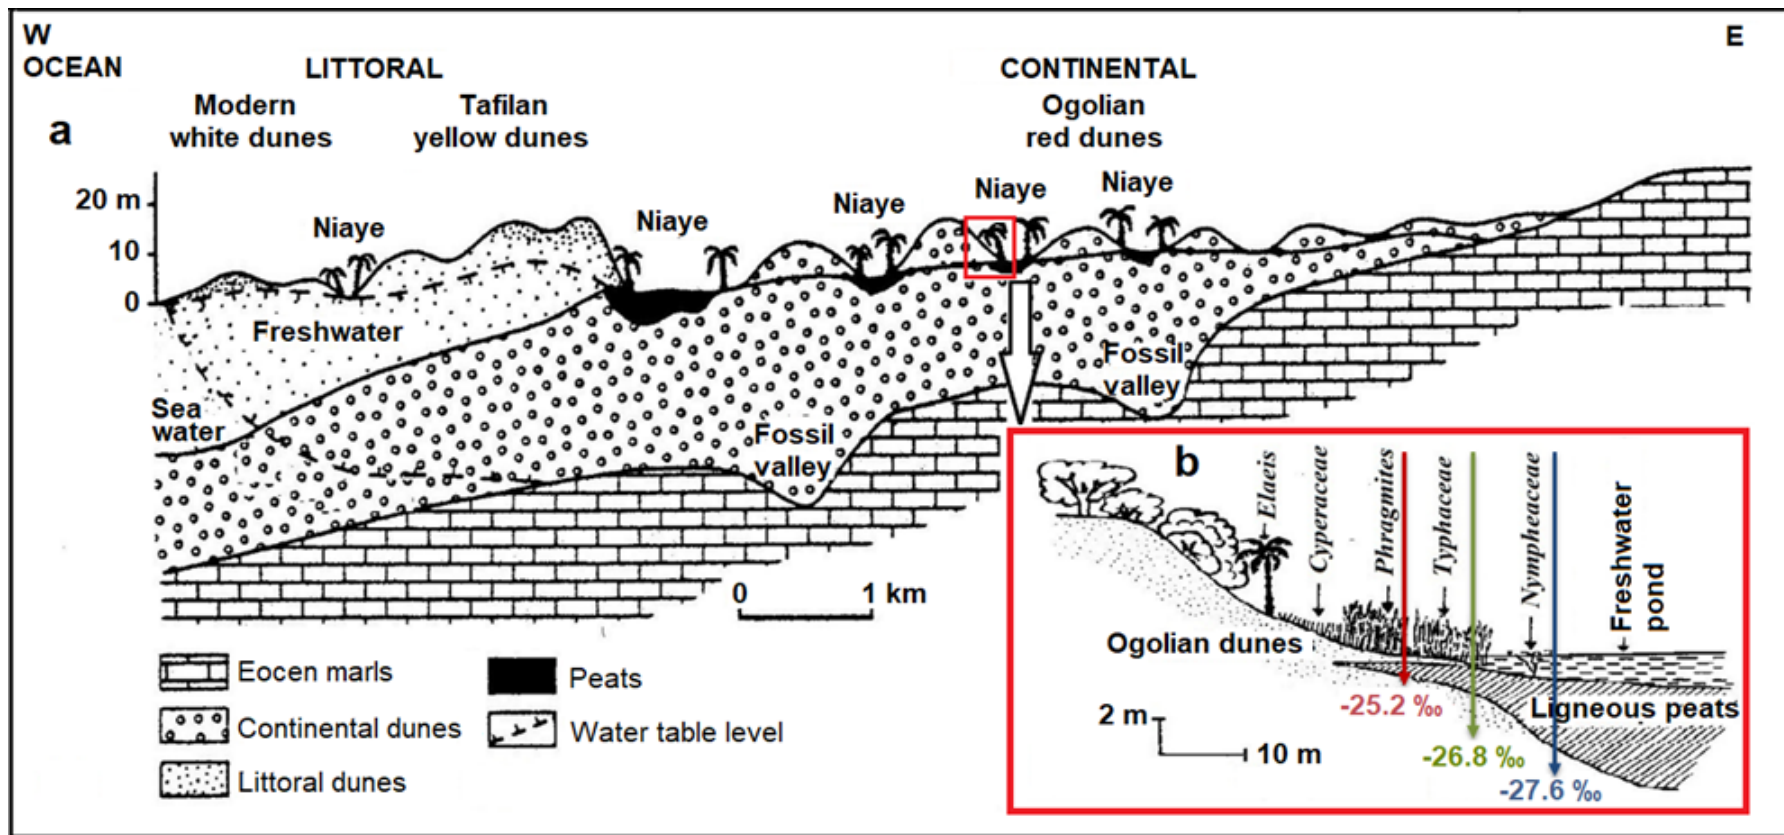 W
E
OCEAN
LITTORAL
CONTINENTAL
Modern
white dunes
Tafilan
yellow dunes
Ogolian
red dunes
a
20 m
10
0
Niaye
Niaye
Niaye
Niaye
Niaye
Freshwater
Sea
water
Fossil
valley
Fossil
valley
0
1 km
Eocen marls
Continental dunes
Littoral dunes
Peats
Water table level
b
Elaeis
Cyperaceae
Phragmites
Typhaceae
Nympheaceae
Freshwater
pond
Ogolian dunes
Ligneous peats
-25.2 ‰
-26.8 ‰
-27.6 ‰
2 m
10 m